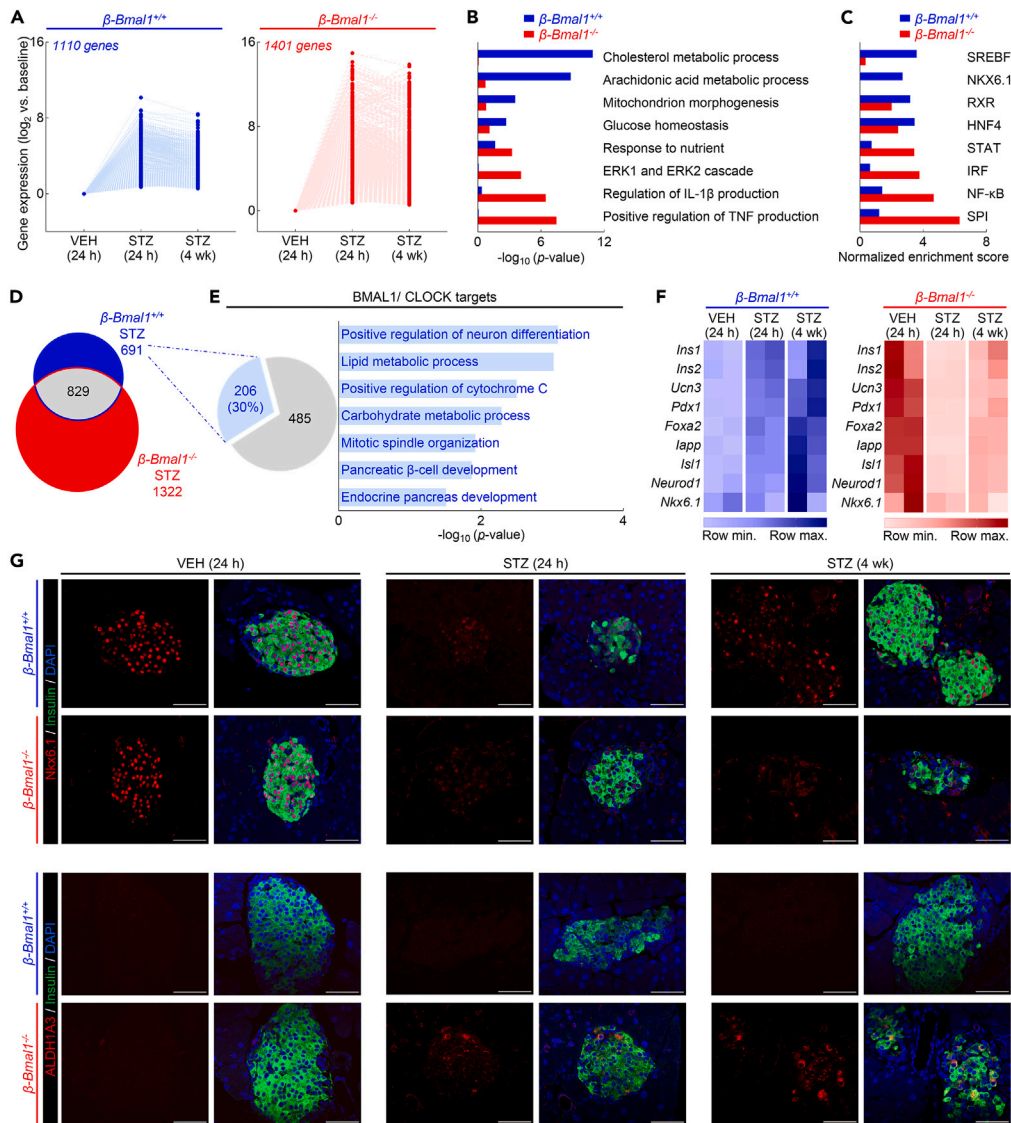 A
β-Bmal1+/+
β-Bmal1-/-
1110 genes
1401 genes
Gene expression (log2 vs. baseline)
16
8
0
16
8
0
VEH (24 h)
STZ (24 h)
STZ (4 wk)
VEH (24 h)
STZ (24 h)
STZ (4 wk)
B
β-Bmal1+/+
β-Bmal1-/-
Cholesterol metabolic process
Arachidonic acid metabolic process
Mitochondrion morphogenesis
Glucose homeostasis
Response to nutrient
ERK1 and ERK2 cascade
Regulation of IL-1β production
Positive regulation of TNF production
0 6 12
-log10 (p-value)
C
β-Bmal1+/+
β-Bmal1-/-
SREBF
NKX6.1
RXR
HNF4
STAT
IRF
NF-κB
SPI
0 4 8
Normalized enrichment score
D
β-Bmal1+/+
STZ
691
829
β-Bmal1-/-
STZ
1322
E
BMAL1/ CLOCK targets
206
(30%)
485
Positive regulation of neuron differentiation
Lipid metabolic process
Positive regulation of cytochrome C
Carbohydrate metabolic process
Mitotic spindle organization
Pancreatic β-cell development
Endocrine pancreas development
0 2 4
-log10 (p-value)
F
β-Bmal1+/+
β-Bmal1-/-
VEH STZ STZ
(24 h) (24 h) (4 wk)
VEH STZ STZ
(24 h) (24 h) (4 wk)
Ins1
Ins2
Ucn3
Pdx1
Foxa2
Iapp
Isl1
Neurod1
Nkx6.1
Ins1
Ins2
Ucn3
Pdx1
Foxa2
Iapp
Isl1
Neurod1
Nkx6.1
Row min. Row max.
Row min. Row max.
G
VEH (24 h)
STZ (24 h)
STZ (4 wk)
β-Bmal1+/+
β-Bmal1-/-
Nkx6.1 / Insulin / DAPI
β-Bmal1+/+
β-Bmal1-/-
ALDH1A3 / Insulin / DAPI